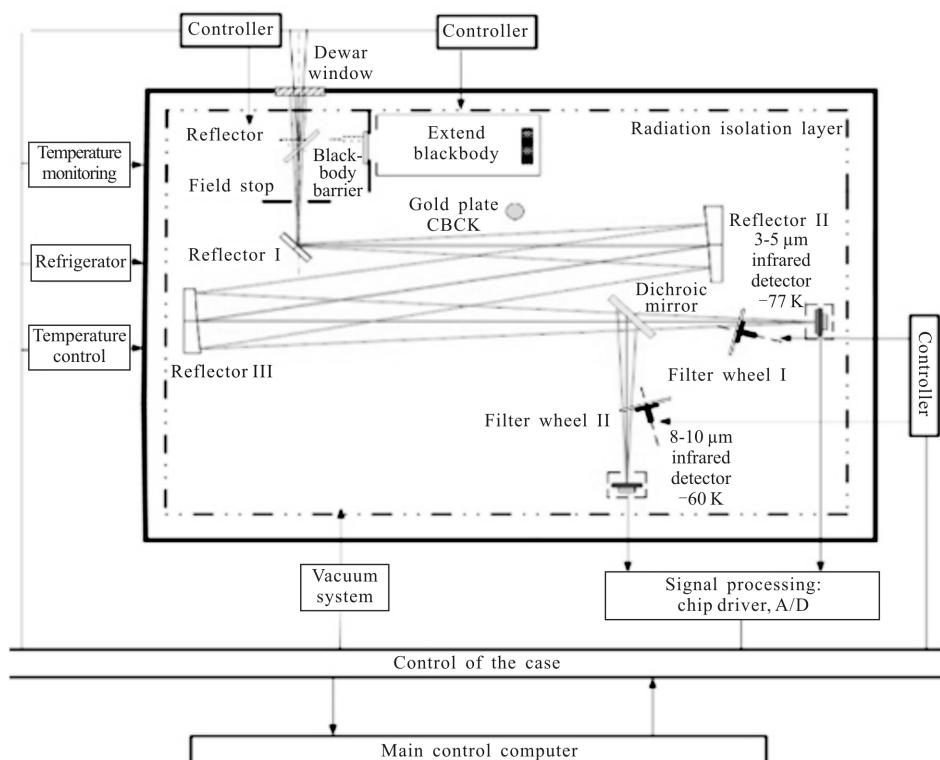 Controller
Controller
Dewar
window
Reflector
Extend
blackbody
Radiation isolation layer
Temperature
monitoring
Black-
body
barrier
Field stop
Gold plate
CBCK
Reflector II
Reflector I
3-5 μm
infrared
detector
−77 K
Refrigerator
Dichroic
mirror
Temperature
control
Reflector III
Filter wheel I
Controller
Filter wheel II
8-10 μm
infrared
detector
−60 K
Vacuum
system
Signal processing:
chip driver, A/D
Control of the case
Main control computer